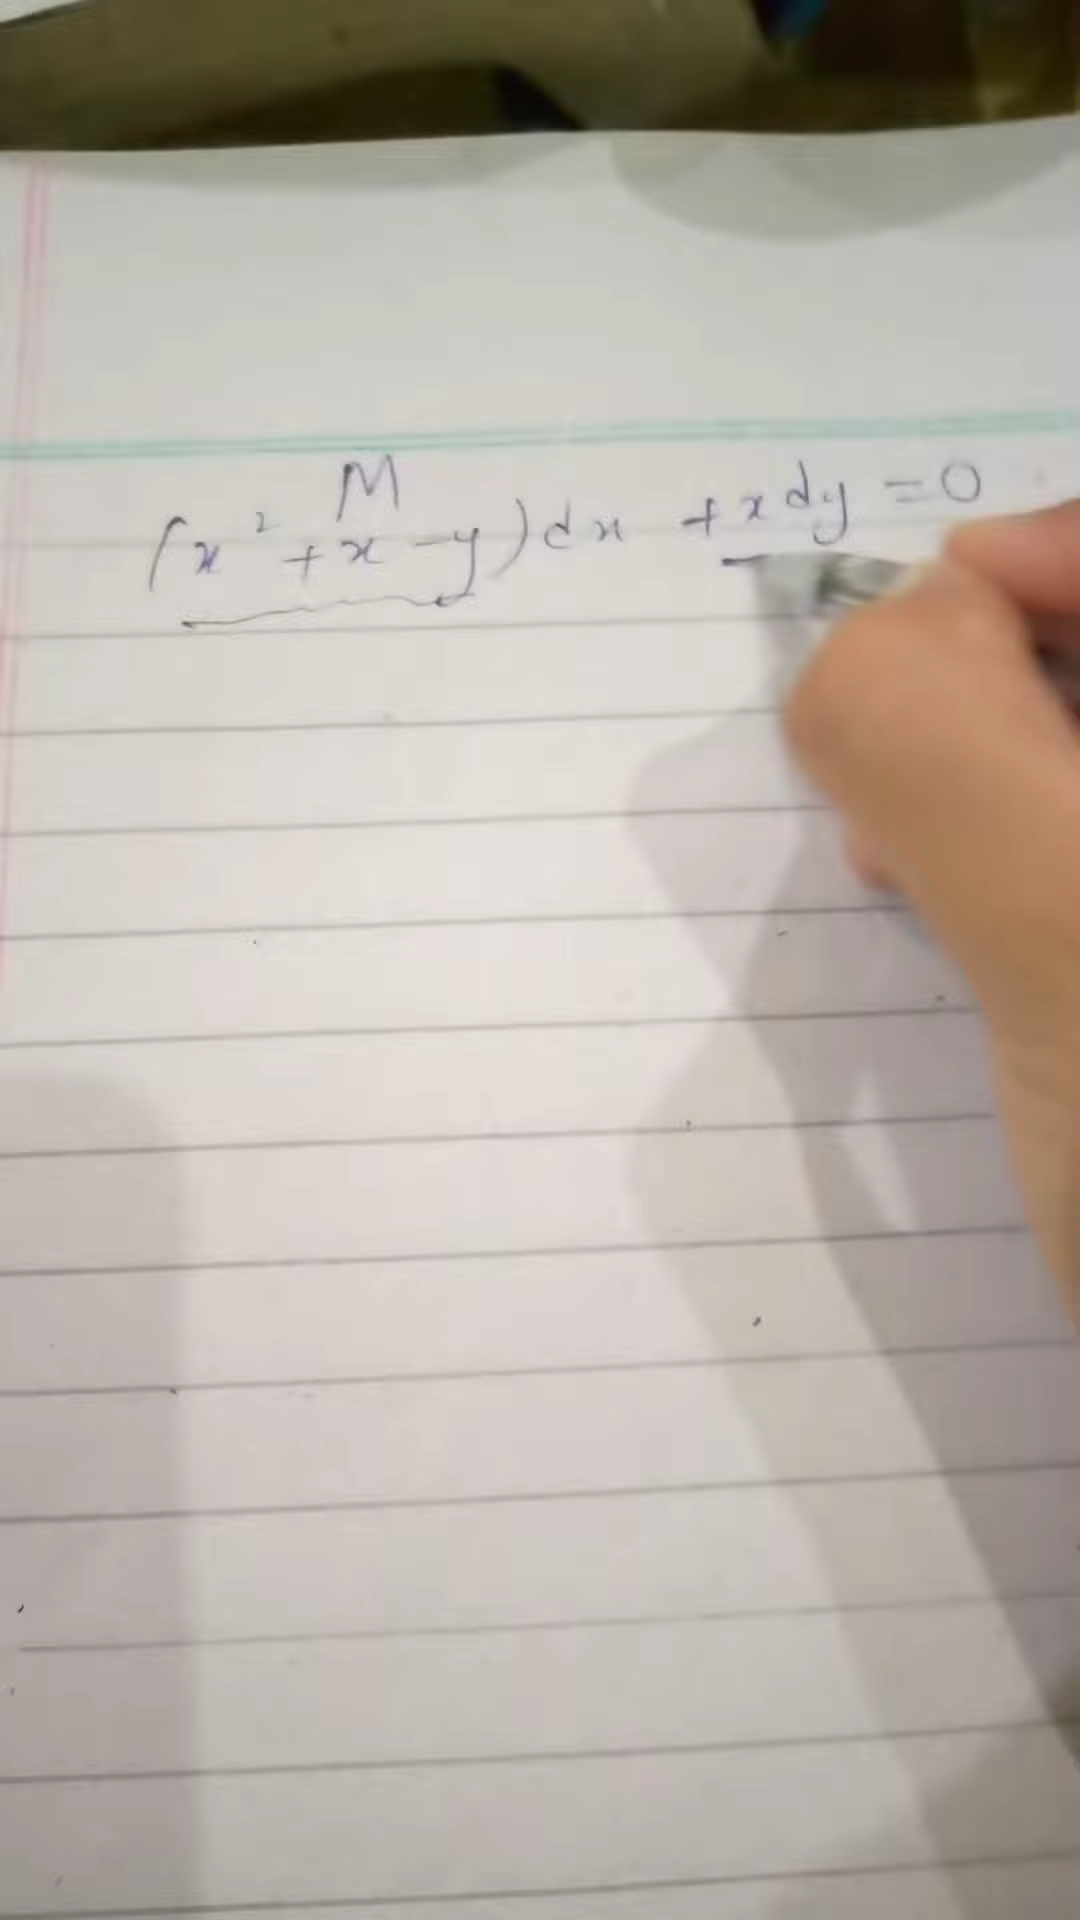 M
(x² + x - y) dx + x dy = 0